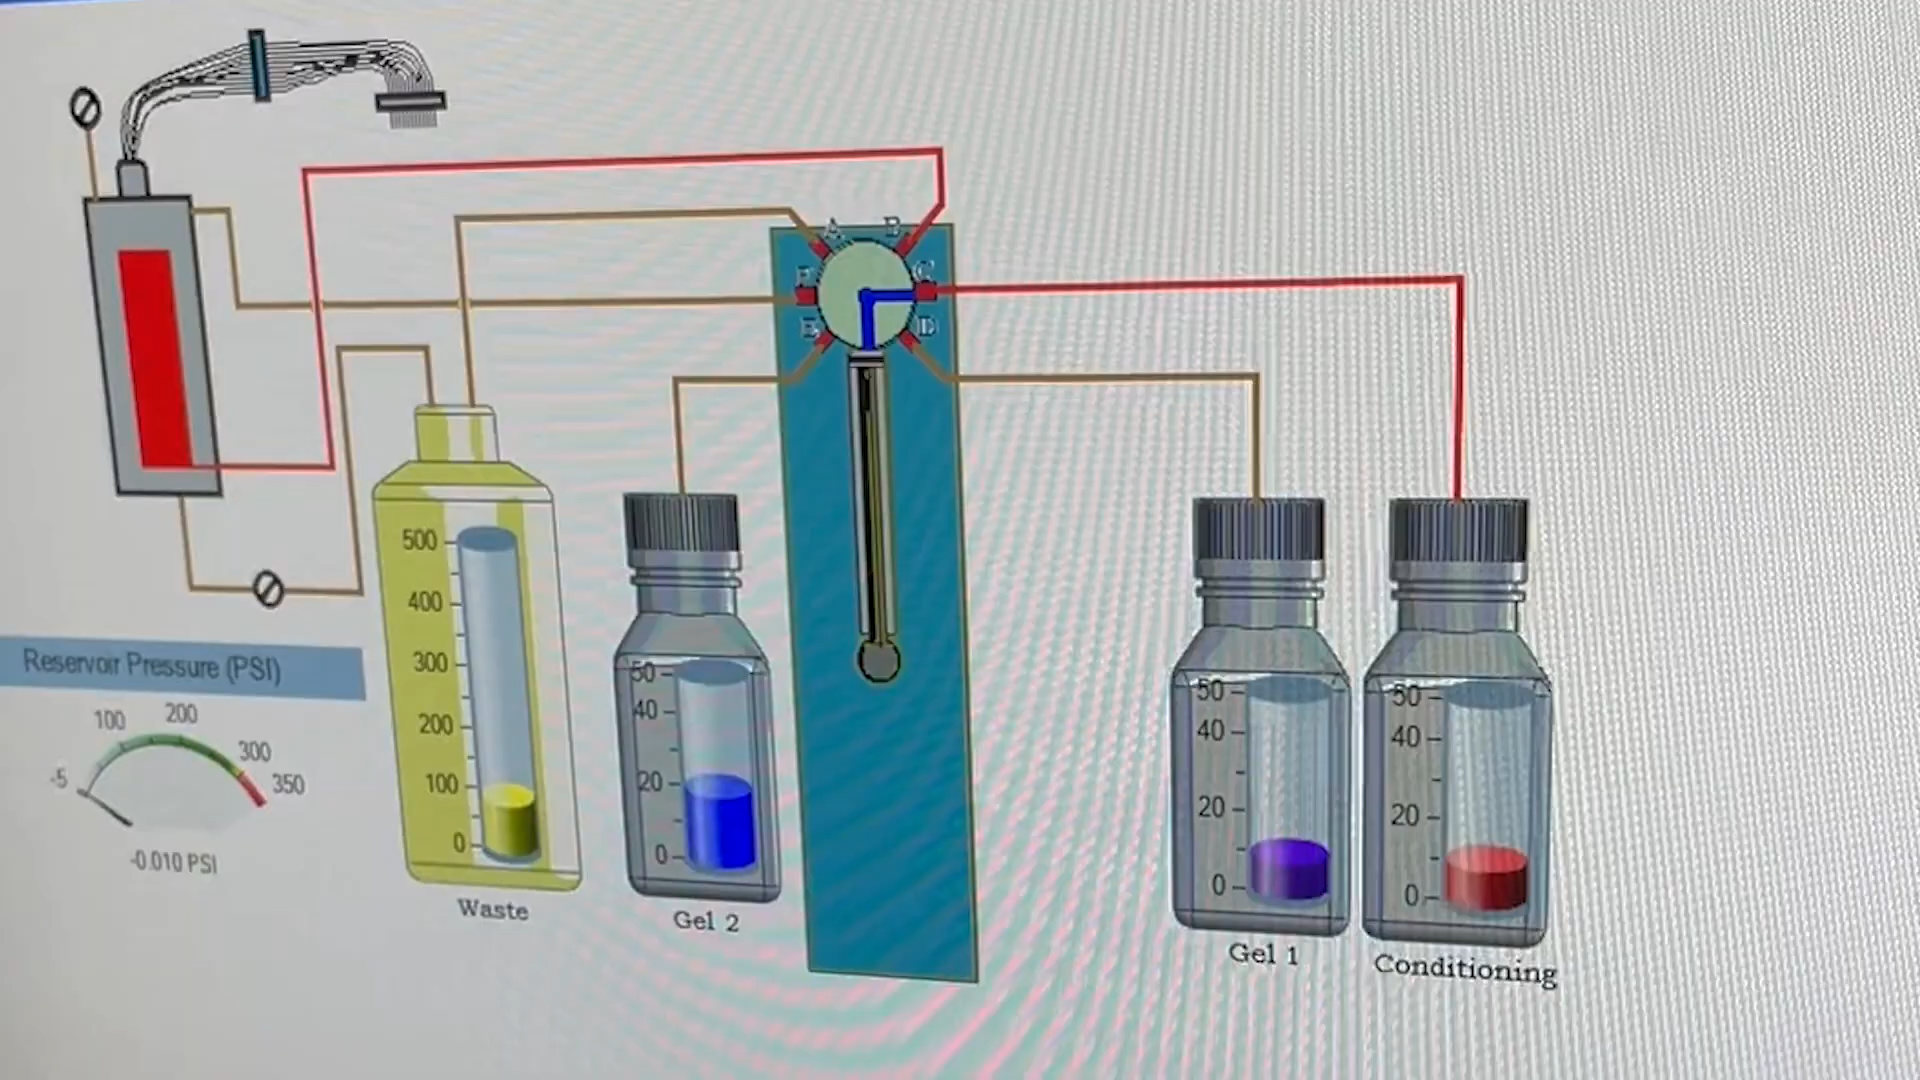 A B
F C
E D
500
400
300
200
100
0
Waste
50
40
20
0
Gel 2
50
40
20
0
Gel 1
50
40
20
0
Conditioning
Reservoir Pressure (PSI)
-5 100 200 300 350
-0.010 PSI